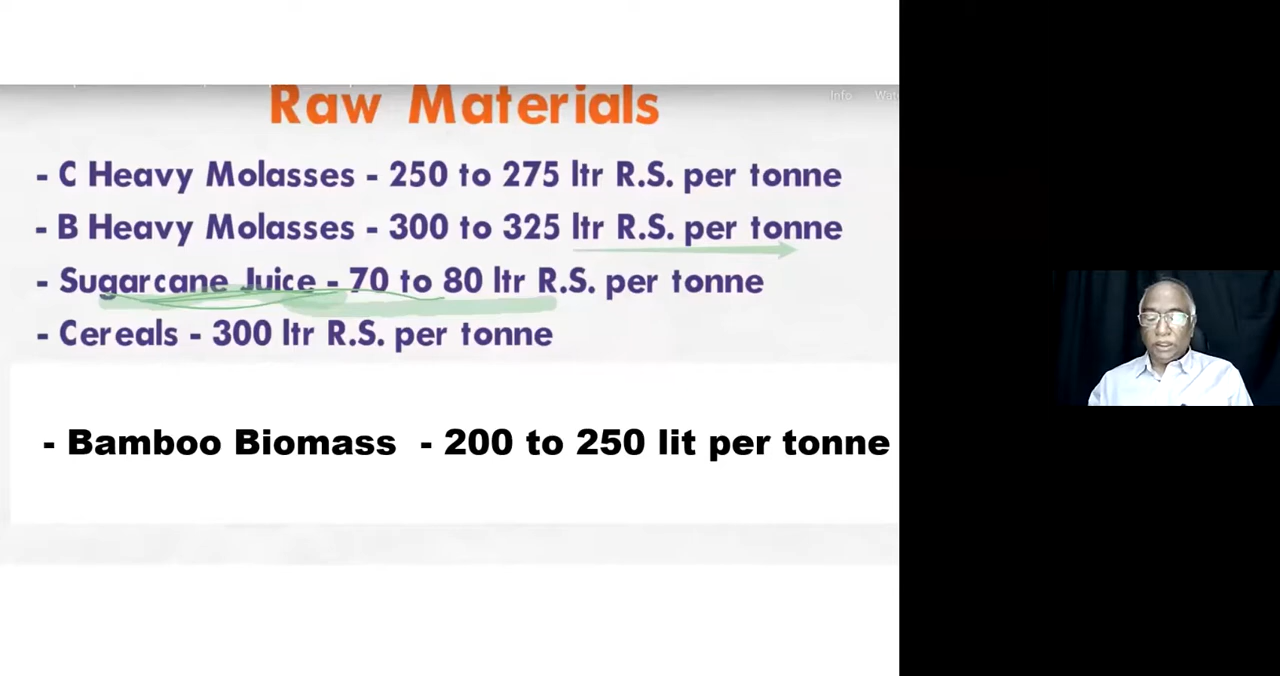 Info
Raw Materials
- C Heavy Molasses - 250 to 275 ltr R.S. per tonne
- B Heavy Molasses - 300 to 325 ltr R.S. per tonne
- Sugarcane Juice - 70 to 80 ltr R.S. per tonne
- Cereals - 300 ltr R.S. per tonne
- Bamboo Biomass - 200 to 250 lit per tonne